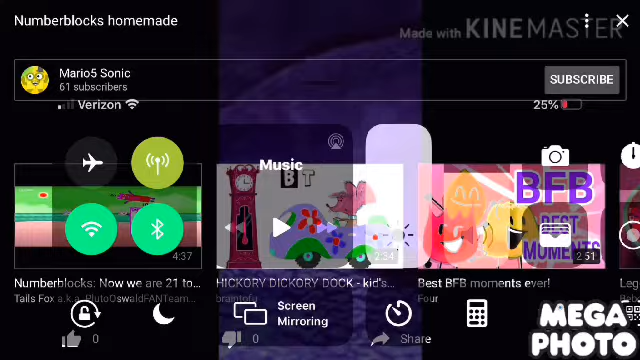 Numberblocks homemade
Made with KINEMASTER
Mario5 Sonic
61 subscribers
SUBSCRIBE
Verizon
25%
Music
B T
BFB
BEST
MOMENTS
4:37
2:34
2:51
Numberblocks: Now we are 21 to...
HICKORY DICKORY DOCK - kid's...
Best BFB moments ever!
Tails Fox a.k.a. PlutoOswaldFANTeam...
Four
Screen
Mirroring
0
0
Share
MEGA
PHOTO